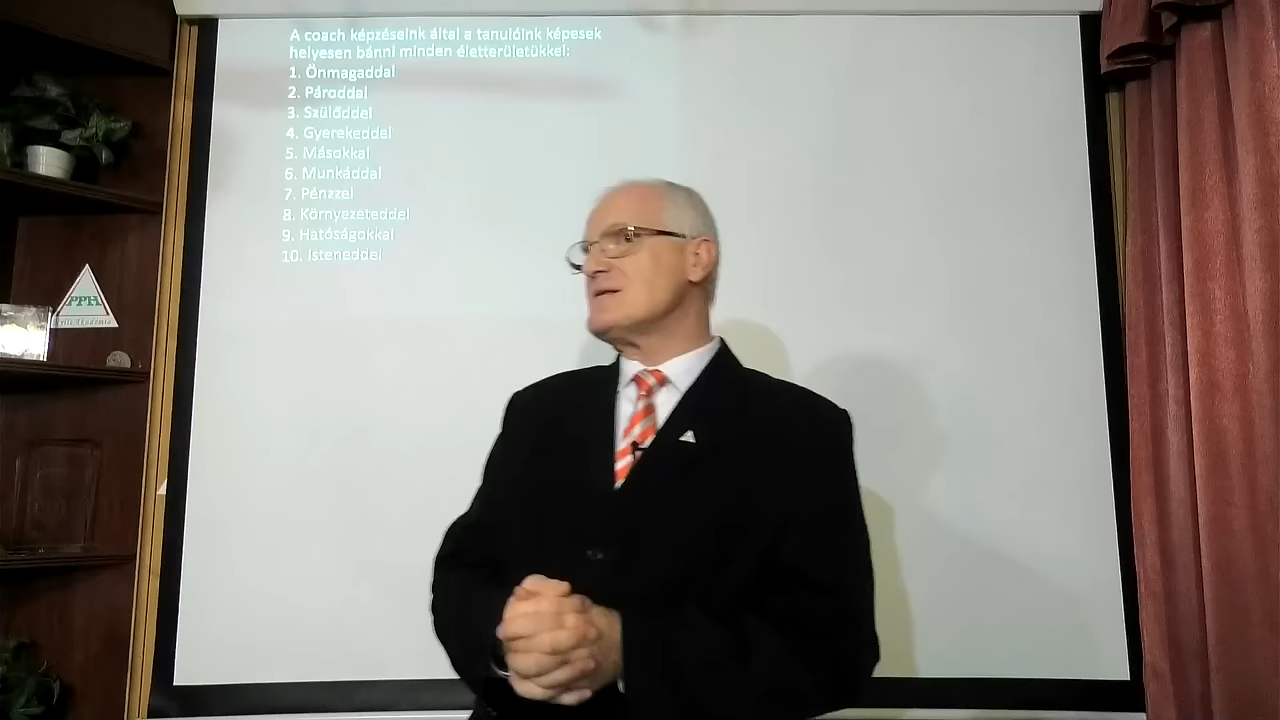 A coach képzéseink által a tanulóink képesek
helyesen bánni minden életterületükkel:
1. Önmagaddal
2. Pároddal
3. Szülőddel
4. Gyerekeddel
5. Másokkal
6. Munkáddal
7. Pénzzel
8. Környezeteddel
9. Hatóságokkal
10. Isteneddel
PPH